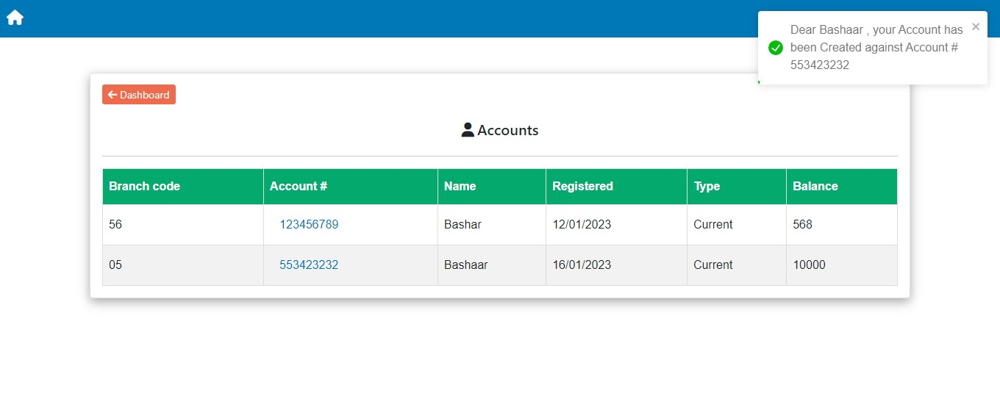 Dear Bashaar , your Account has
been Created against Account #
553423232
Dashboard
Accounts
Branch code Account # Name Registered Type Balance
56 123456789 Bashar 12/01/2023 Current 568
05 553423232 Bashaar 16/01/2023 Current 10000